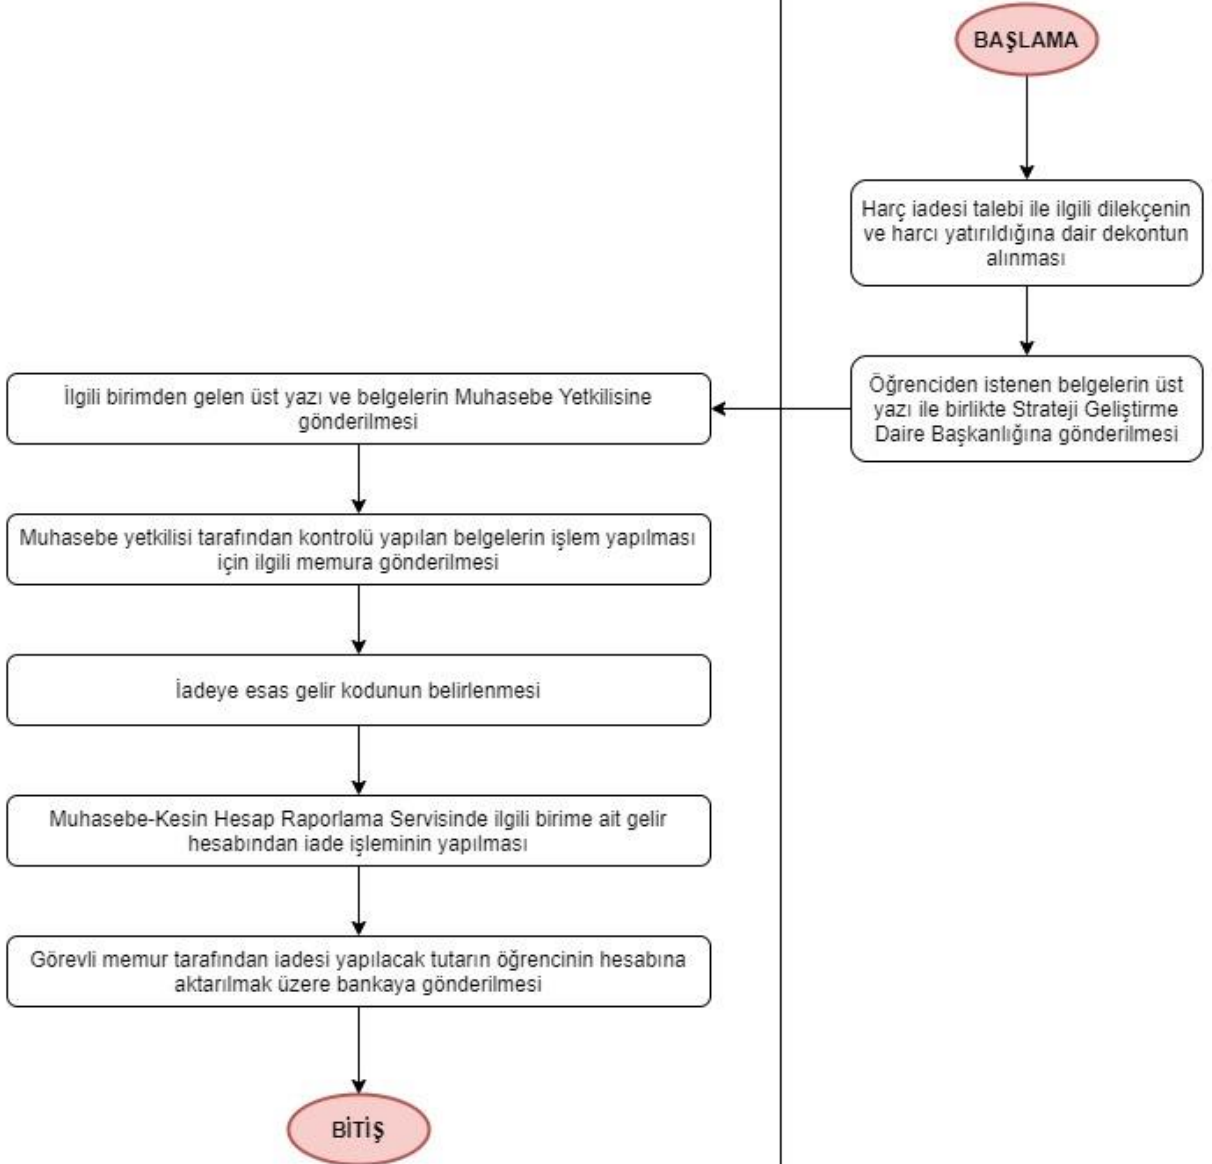 BAŞLAMA
Harç iadesi talebi ile ilgili dilekçenin
ve harcı yatırıldığına dair dekontun
alınması
Öğrenciden istenen belgelerin üst
yazı ile birlikte Strateji Geliştirme
Daire Başkanlığına gönderilmesi
İlgili birimden gelen üst yazı ve belgelerin Muhasebe Yetkilisine
gönderilmesi
Muhasebe yetkilisi tarafından kontrolü yapılan belgelerin işlem yapılması
için ilgili memura gönderilmesi
İadeye esas gelir kodunun belirlenmesi
Muhasebe-Kesin Hesap Raporlama Servisinde ilgili birime ait gelir
hesabından iade işleminin yapılması
Görevli memur tarafından iadesi yapılacak tutarın öğrencinin hesabına
aktarılmak üzere bankaya gönderilmesi
BİTİŞ